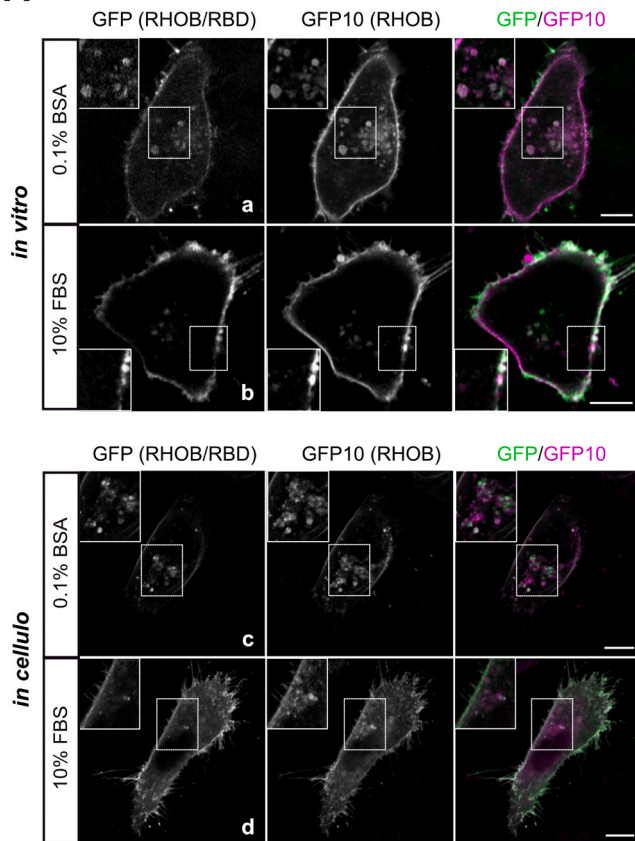 GFP (RHOB/RBD) GFP10 (RHOB) GFP/GFP10
in vitro
0.1% BSA
a
10% FBS
b
GFP (RHOB/RBD) GFP10 (RHOB) GFP/GFP10
in cellulo
0.1% BSA
c
10% FBS
d